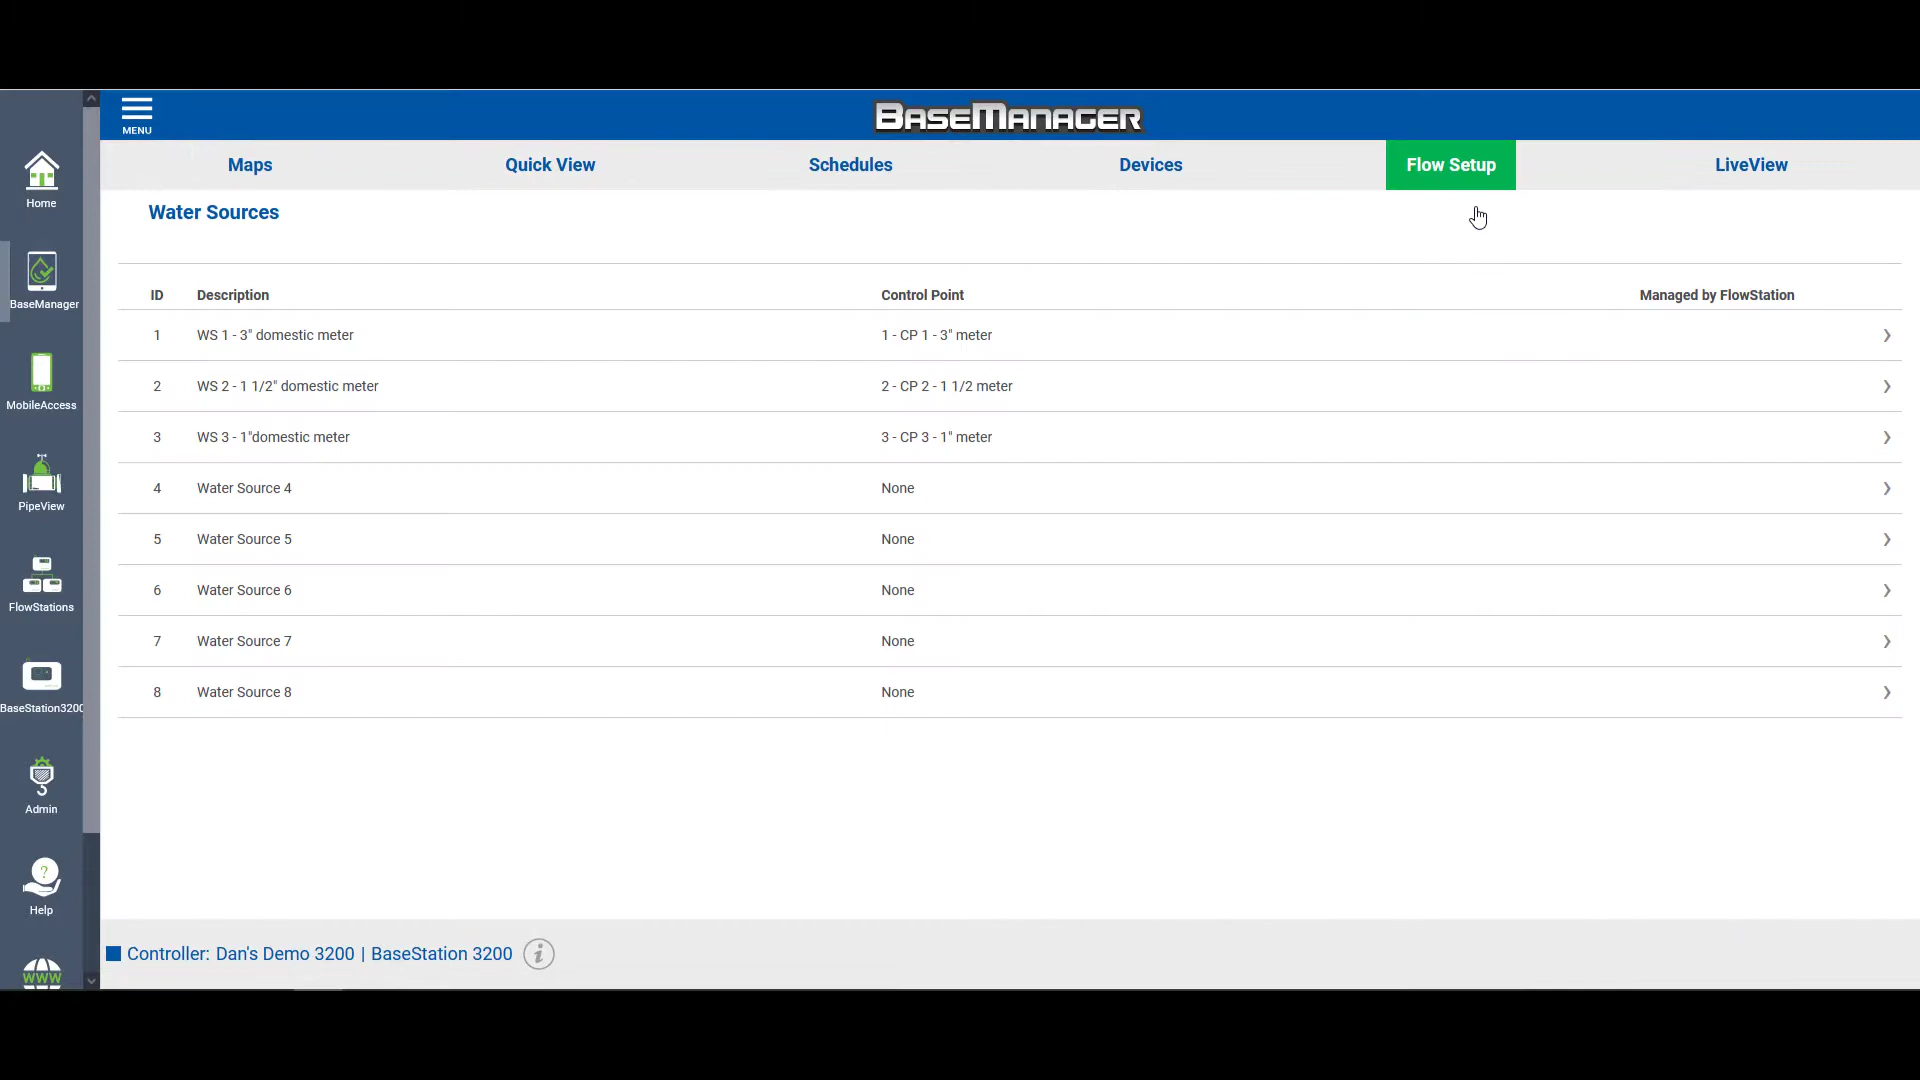 MENU
BASEMANAGER
Maps
Quick View
Schedules
Devices
Flow Setup
LiveView
Home
BaseManager
MobileAccess
PipeView
FlowStations
BaseStation3200
Admin
?
Help
WWW
Water Sources
ID Description Control Point Managed by FlowStation
1 WS 1 - 3" domestic meter 1 - CP 1 - 3" meter
2 WS 2 - 1 1/2" domestic meter 2 - CP 2 - 1 1/2 meter
3 WS 3 - 1"domestic meter 3 - CP 3 - 1" meter
4 Water Source 4 None
5 Water Source 5 None
6 Water Source 6 None
7 Water Source 7 None
8 Water Source 8 None
Controller: Dan's Demo 3200 | BaseStation 3200 i